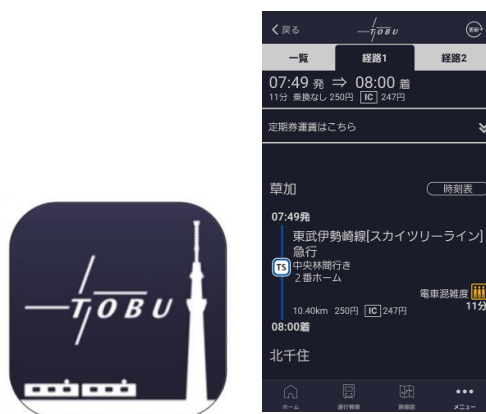 TOBU
戻る
TOBU
更新
一覧
経路1
経路2
07:49 発 ⇒ 08:00 着
11分 乗換なし 250円 IC 247円
定期券運賃はこちら
草加
時刻表
07:49発
東武伊勢崎線[スカイツリーライン]
急行
TS
中央林間行き
2番ホーム
電車混雑度
10.40km 250円 IC 247円
11分
08:00着
北千住
ホーム
運行情報
路線図
メニュー